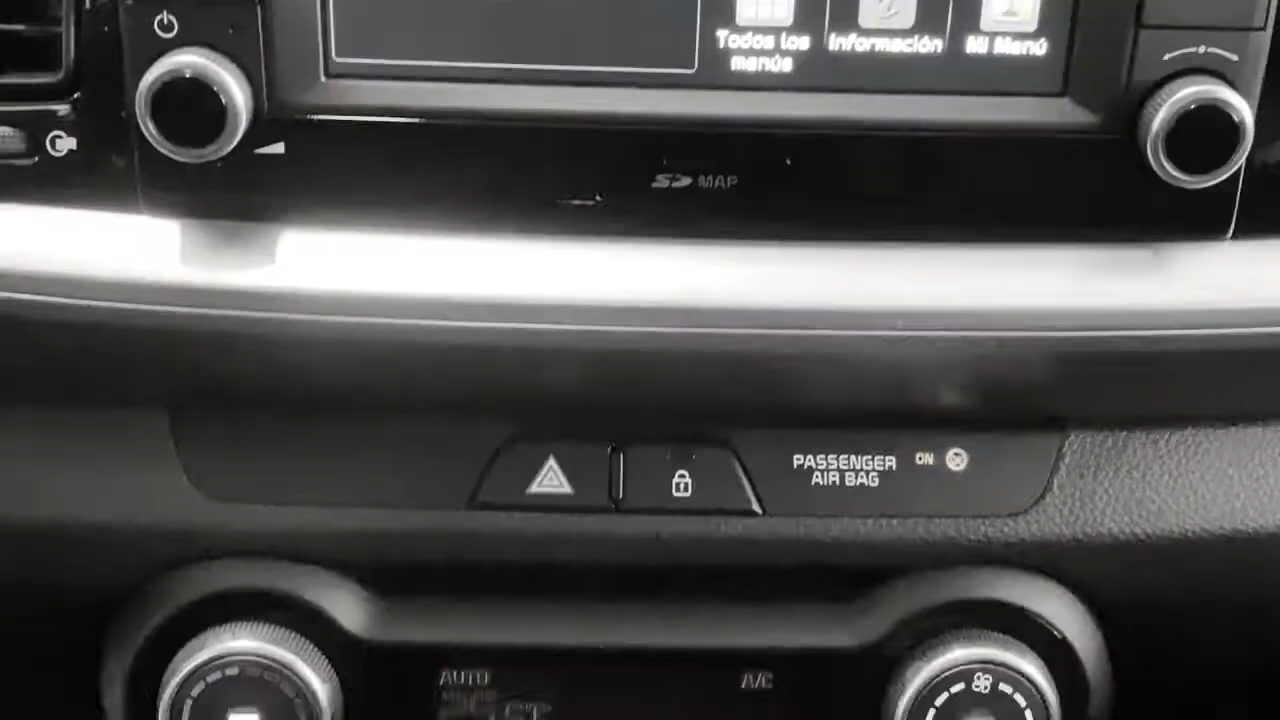 Todos los
menús
Información
Mi Menú
SD MAP
PASSENGER
AIR BAG
ON
AUTO
A/C